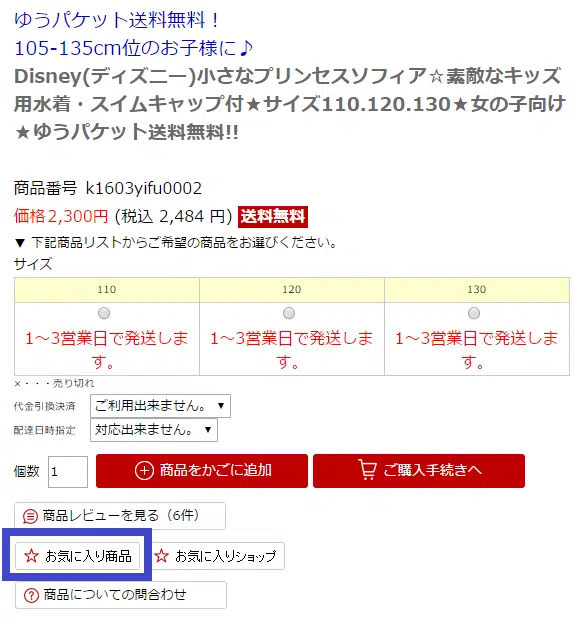 ゆうパケット送料無料！
105-135cm位のお子様に♪
Disney(ディズニー)小さなプリンセスソフィア☆素敵なキッズ
用水着・スイムキャップ付★サイズ110.120.130★女の子向け
★ゆうパケット送料無料!!
商品番号 k1603yifu0002
価格2,300円 (税込 2,484 円) 送料無料
▼ 下記商品リストからご希望の商品をお選びください。
サイズ
110 120 130
1～3営業日で発送しま 1～3営業日で発送しま 1～3営業日で発送しま
す。 す。 す。
×・・・売り切れ
代金引換決済 ご利用出来ません。 ▼
配達日時指定 対応出来ません。 ▼
個数 1 商品をかごに追加 ご購入手続きへ
商品レビューを見る（6件）
☆ お気に入り商品 ☆ お気に入りショップ
? 商品についての問合わせ